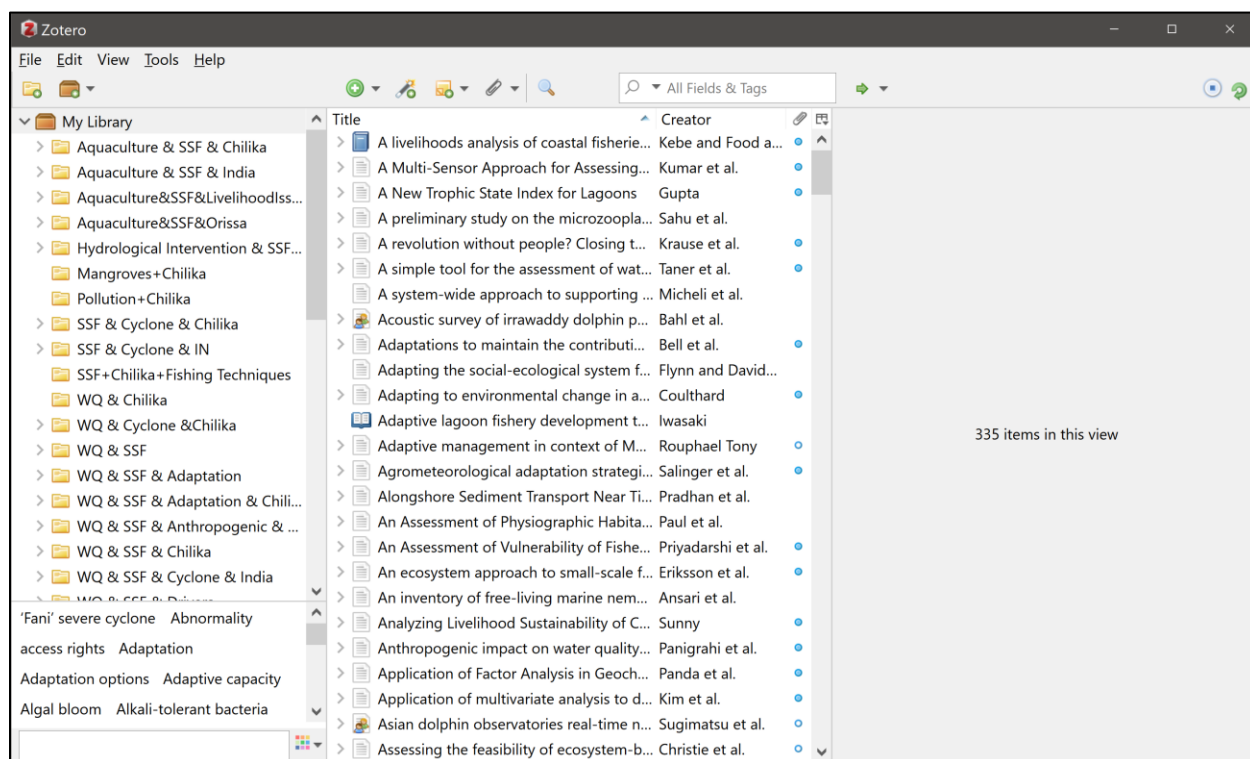 Zotero
File Edit View Tools Help
All Fields & Tags
My Library
Aquaculture & SSF & Chilika
Aquaculture & SSF & India
Aquaculture&SSF&LivelihoodIss...
Aquaculture&SSF&Orissa
Hydrological Intervention & SSF...
Mangroves+Chilika
Pollution+Chilika
SSF & Cyclone & Chilika
SSF & Cyclone & IN
SSF+Chilika+Fishing Techniques
WQ & Chilika
WQ & Cyclone &Chilika
WQ & SSF
WQ & SSF & Adaptation
WQ & SSF & Adaptation & Chili...
WQ & SSF & Anthropogenic & ...
WQ & SSF & Chilika
WQ & SSF & Cyclone & India
WQ & SSF & Drivers
'Fani' severe cyclone Abnormality
access rights Adaptation
Adaptation options Adaptive capacity
Algal bloom Alkali-tolerant bacteria
Title Creator
A livelihoods analysis of coastal fisherie... Kebe and Food a...
A Multi-Sensor Approach for Assessing... Kumar et al.
A New Trophic State Index for Lagoons Gupta
A preliminary study on the microzoopla... Sahu et al.
A revolution without people? Closing t... Krause et al.
A simple tool for the assessment of wat... Taner et al.
A system-wide approach to supporting ... Micheli et al.
Acoustic survey of irrawaddy dolphin p... Bahl et al.
Adaptations to maintain the contributi... Bell et al.
Adapting the social-ecological system f... Flynn and David...
Adapting to environmental change in a... Coulthard
Adaptive lagoon fishery development t... Iwasaki
Adaptive management in context of M... Rouphael Tony
Agrometeorological adaptation strategi... Salinger et al.
Alongshore Sediment Transport Near Ti... Pradhan et al.
An Assessment of Physiographic Habita... Paul et al.
An Assessment of Vulnerability of Fishe... Priyadarshi et al.
An ecosystem approach to small-scale f... Eriksson et al.
An inventory of free-living marine nem... Ansari et al.
Analyzing Livelihood Sustainability of C... Sunny
Anthropogenic impact on water quality... Panigrahi et al.
Application of Factor Analysis in Geoch... Panda et al.
Application of multivariate analysis to d... Kim et al.
Asian dolphin observatories real-time n... Sugimatsu et al.
Assessing the feasibility of ecosystem-b... Christie et al.
335 items in this view